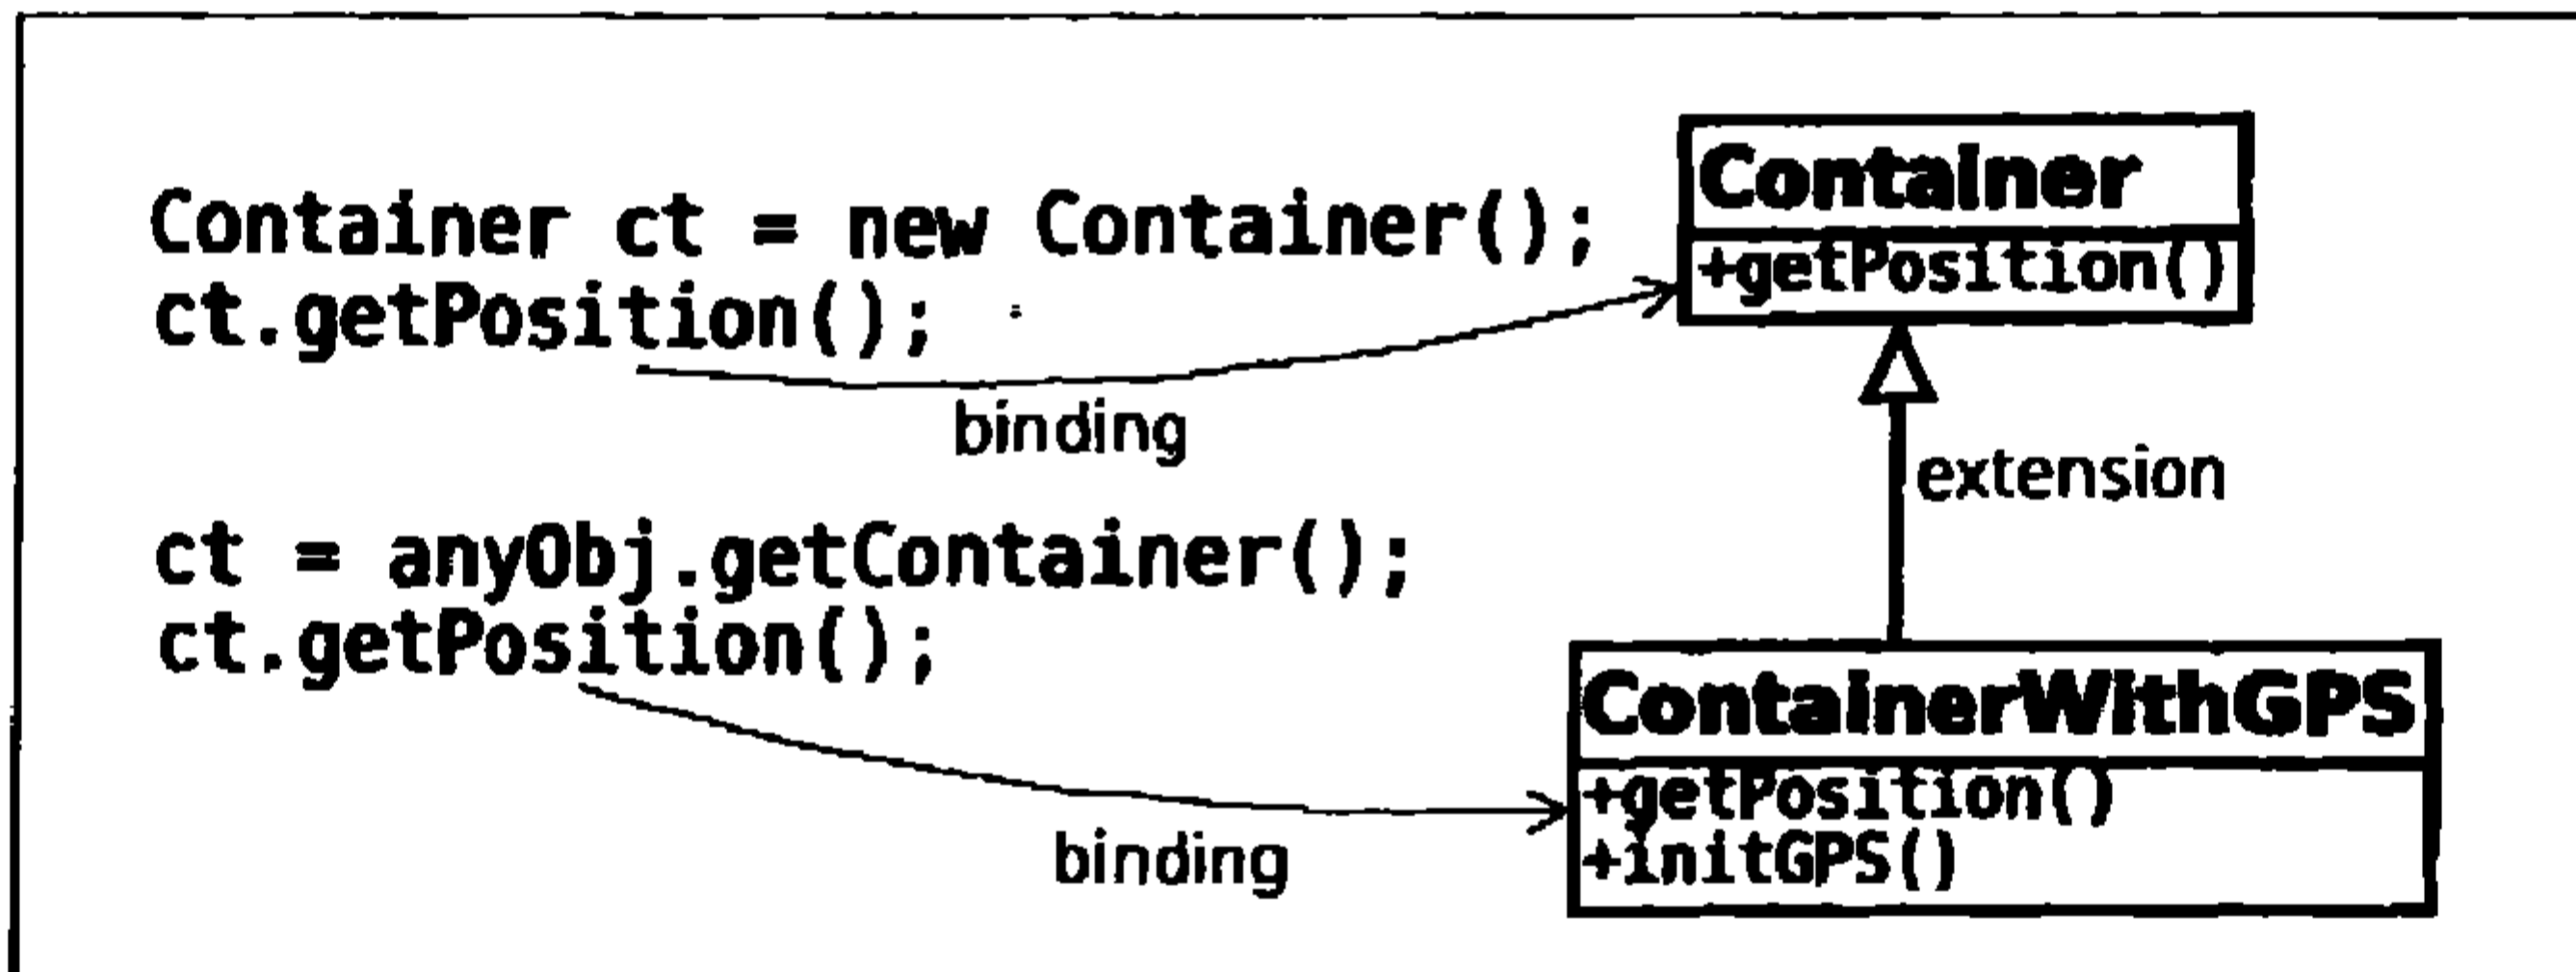 Container ct = new Container();
ct.getPosition();
binding
Container
+getPosition()
extension
ct = anyObj.getContainer();
ct.getPosition();
binding
ContainerWithGPS
+getPosition()
+initGPS()